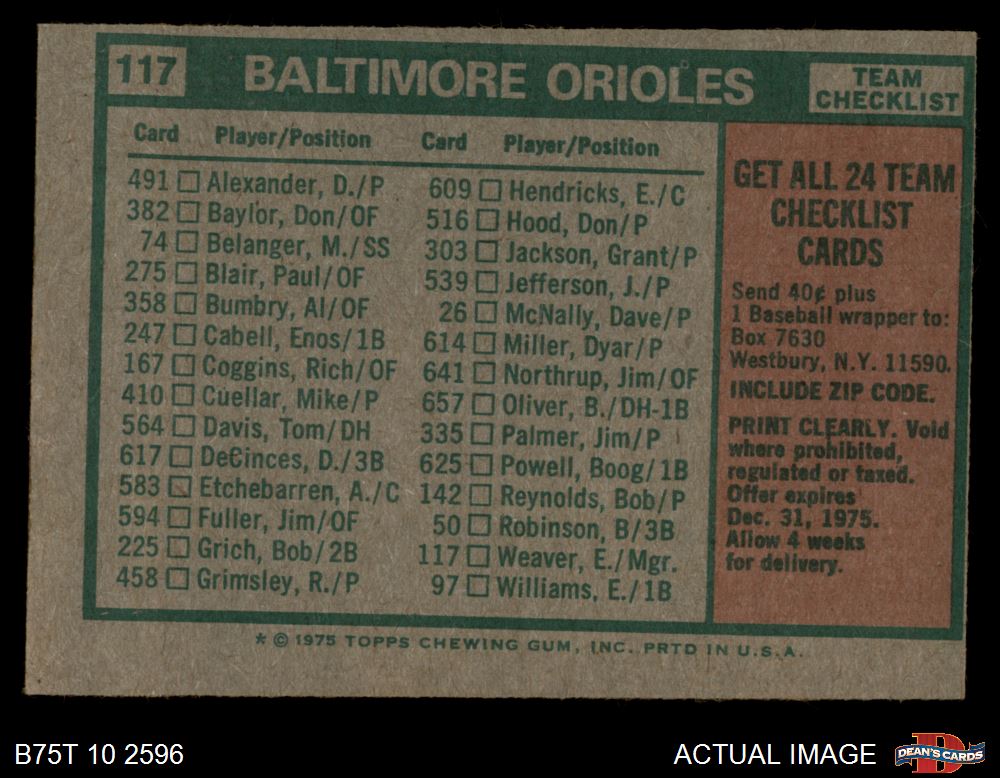 117 BALTIMORE ORIOLES TEAM CHECKLIST
Card Player/Position
491 □ Alexander, D./P
382 □ Baylor, Don/OF
74 □ Belanger, M./SS
275 □ Blair, Paul/OF
358 □ Bumbry, Al/OF
247 □ Cabell, Enos/1B
167 □ Coggins, Rich/OF
410 □ Cuellar, Mike/P
564 □ Davis, Tom/DH
617 □ DeCinces, D./3B
583 □ Etchebarren, A./C
594 □ Fuller, Jim/OF
225 □ Grich, Bob/2B
458 □ Grimsley, R./P
Card Player/Position
609 □ Hendricks, E./C
516 □ Hood, Don/P
303 □ Jackson, Grant/P
539 □ Jefferson, J./P
26 □ McNally, Dave/P
614 □ Miller, Dyar/P
641 □ Northrup, Jim/OF
657 □ Oliver, B./DH-1B
335 □ Palmer, Jim/P
625 □ Powell, Boog/1B
142 □ Reynolds, Bob/P
50 □ Robinson, B/3B
117 □ Weaver, E./Mgr.
97 □ Williams, E./1B
GET ALL 24 TEAM
CHECKLIST
CARDS
Send 40¢ plus
1 Baseball wrapper to:
Box 7630
Westbury, N.Y. 11590.
INCLUDE ZIP CODE.
PRINT CLEARLY. Void
where prohibited,
regulated or taxed.
Offer expires
Dec. 31, 1975.
Allow 4 weeks
for delivery.
* © 1975 TOPPS CHEWING GUM, INC. PRTD IN U.S.A.
B75T 10 2596
ACTUAL IMAGE
D
DEAN'S CARDS